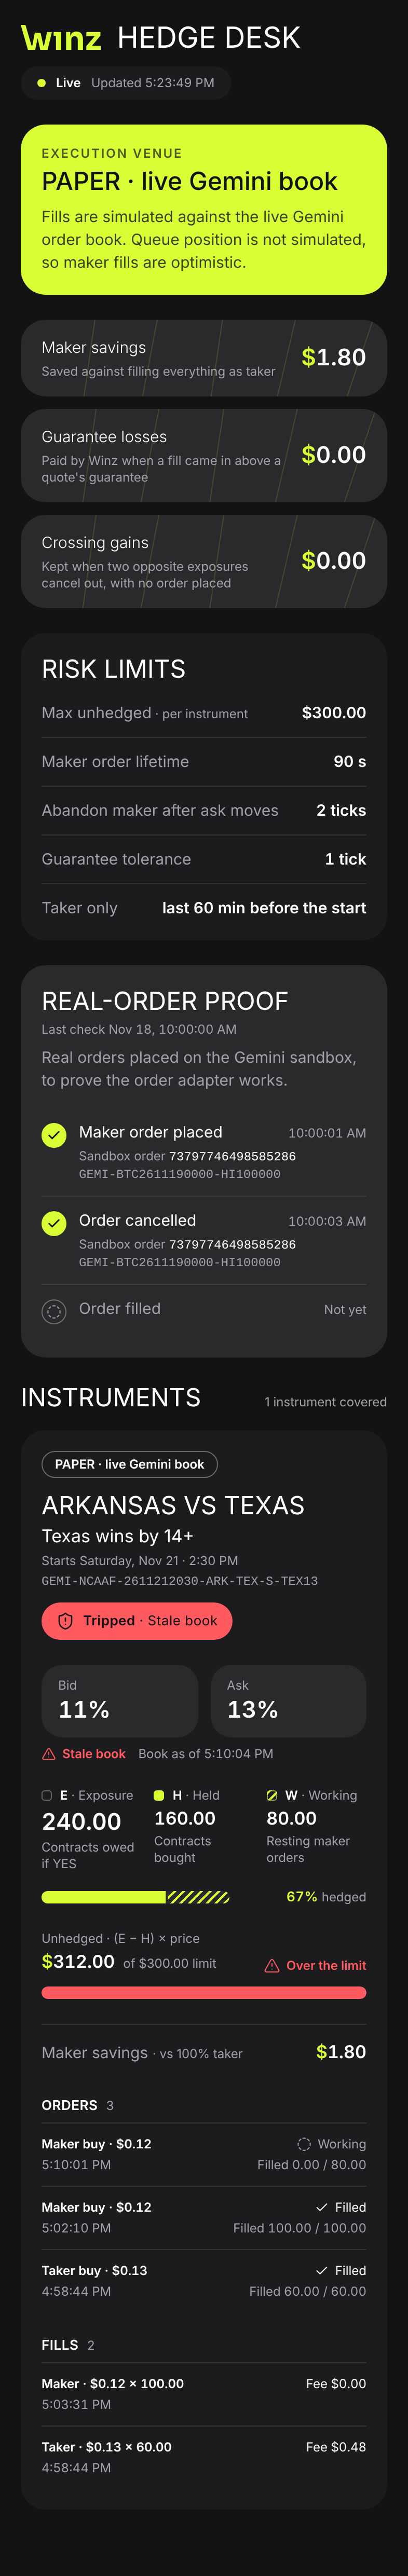 Winz HEDGE DESK
Live Updated 5:23:49 PM
EXECUTION VENUE
PAPER · live Gemini book
Fills are simulated against the live Gemini
order book. Queue position is not simulated,
so maker fills are optimistic.
Maker savings
Saved against filling everything as taker
$1.80
Guarantee losses
Paid by Winz when a fill came in above a
quote's guarantee
$0.00
Crossing gains
Kept when two opposite exposures
cancel out, with no order placed
$0.00
RISK LIMITS
Max unhedged · per instrument $300.00
Maker order lifetime 90 s
Abandon maker after ask moves 2 ticks
Guarantee tolerance 1 tick
Taker only last 60 min before the start
REAL-ORDER PROOF
Last check Nov 18, 10:00:00 AM
Real orders placed on the Gemini sandbox,
to prove the order adapter works.
Maker order placed 10:00:01 AM
Sandbox order 73797746498585286
GEMI-BTC2611190000-HI100000
Order cancelled 10:00:03 AM
Sandbox order 73797746498585286
GEMI-BTC2611190000-HI100000
Order filled Not yet
INSTRUMENTS 1 instrument covered
PAPER · live Gemini book
ARKANSAS VS TEXAS
Texas wins by 14+
Starts Saturday, Nov 21 · 2:30 PM
GEMI-NCAAF-2611212030-ARK-TEX-S-TEX13
Tripped · Stale book
Bid
11%
Ask
13%
Stale book Book as of 5:10:04 PM
E · Exposure
240.00
Contracts owed
if YES
H · Held
160.00
Contracts
bought
W · Working
80.00
Resting maker
orders
67% hedged
Unhedged · (E − H) × price
$312.00 of $300.00 limit Over the limit
Maker savings · vs 100% taker $1.80
ORDERS 3
Maker buy · $0.12 Working
5:10:01 PM Filled 0.00 / 80.00
Maker buy · $0.12 Filled
5:02:10 PM Filled 100.00 / 100.00
Taker buy · $0.13 Filled
4:58:44 PM Filled 60.00 / 60.00
FILLS 2
Maker · $0.12 × 100.00 Fee $0.00
5:03:31 PM
Taker · $0.13 × 60.00 Fee $0.48
4:58:44 PM